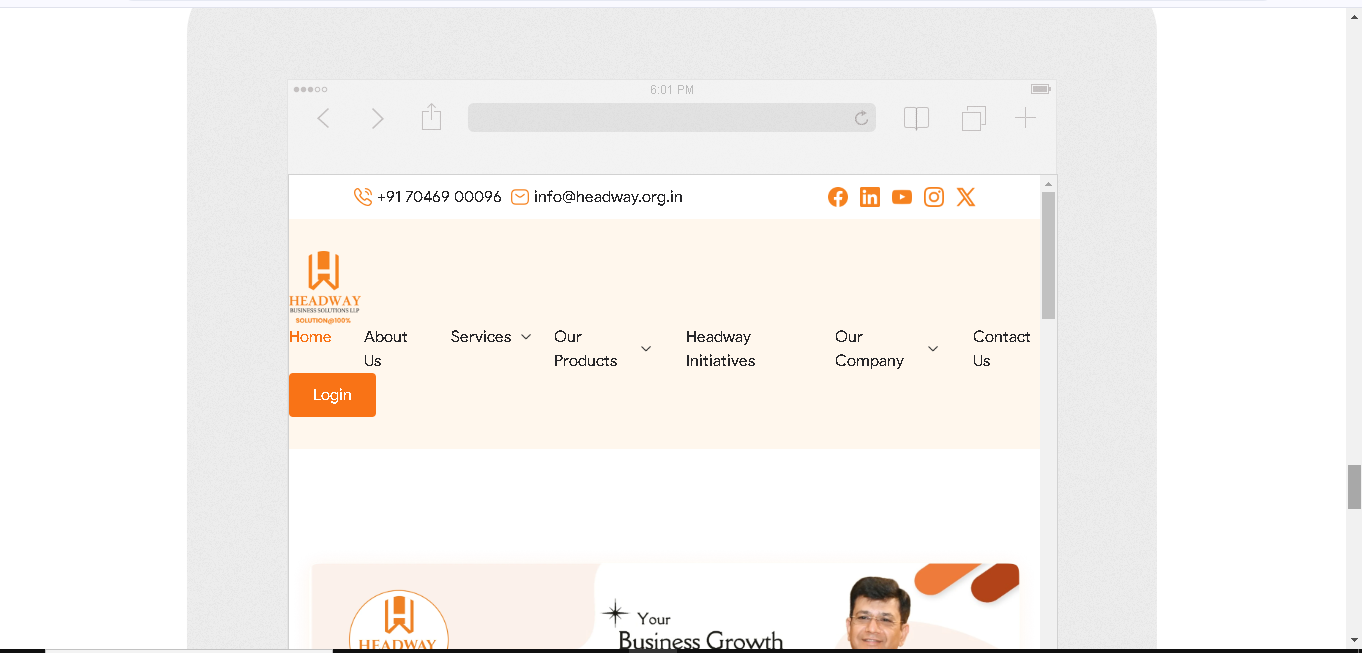 6:01 PM
+91 70469 00096 info@headway.org.in
HEADWAY
BUSINESS SOLUTIONS LLP
SOLUTION@100%
Home About Us Services Our Products Headway Initiatives Our Company Contact Us
Login
HEADWAY
Your
Business Growth